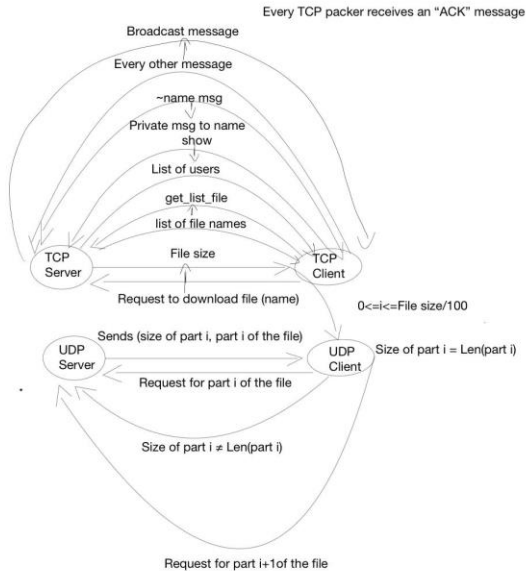 Every TCP packer receives an “ACK” message
Broadcast message
Every other message
~name msg
Private msg to name
show
List of users
get_list_file
list of file names
TCP
Server
File size
TCP
Client
Request to download file (name)
0<=i<=File size/100
Sends (size of part i, part i of the file)
UDP
Server
UDP
Client
Size of part i = Len(part i)
Request for part i of the file
Size of part i ≠ Len(part i)
Request for part i+1of the file